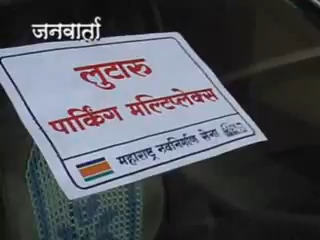 जनवार्ता
लुटारु
पार्किंग मल्टिप्लेक्स
महाराष्ट्र नवनिर्माण सेना